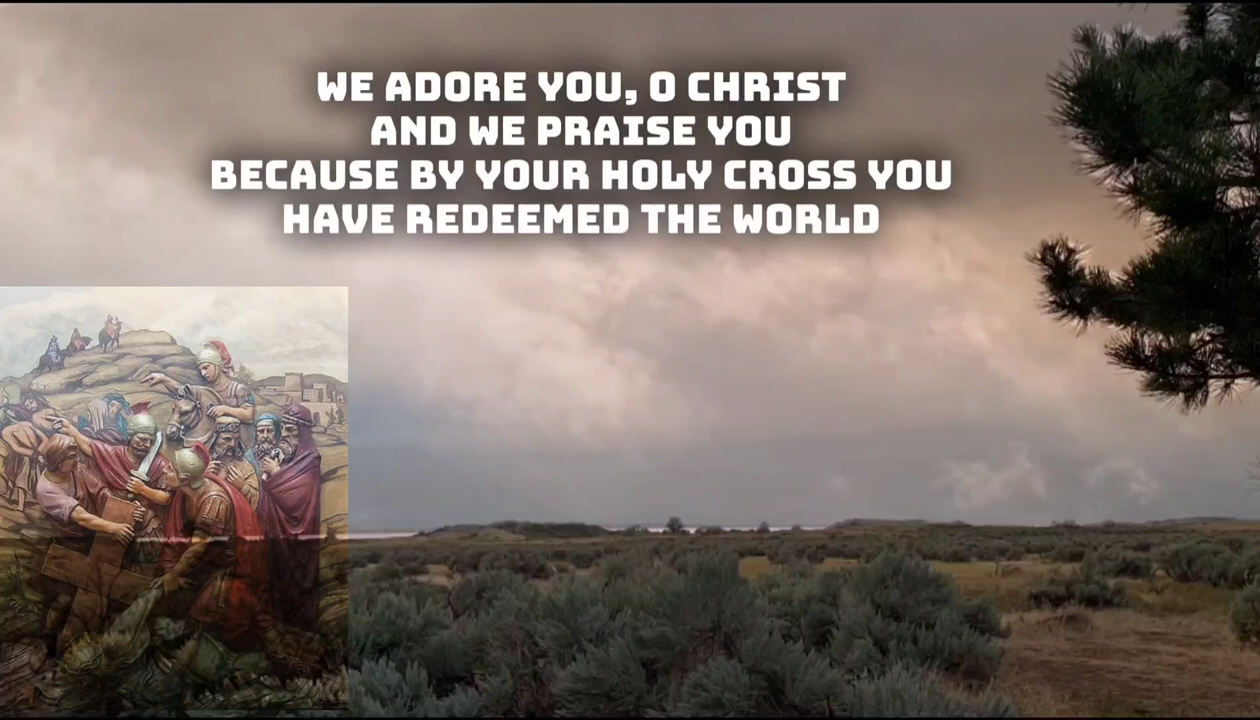 WE ADORE YOU, O CHRIST
AND WE PRAISE YOU
BECAUSE BY YOUR HOLY CROSS YOU
HAVE REDEEMED THE WORLD